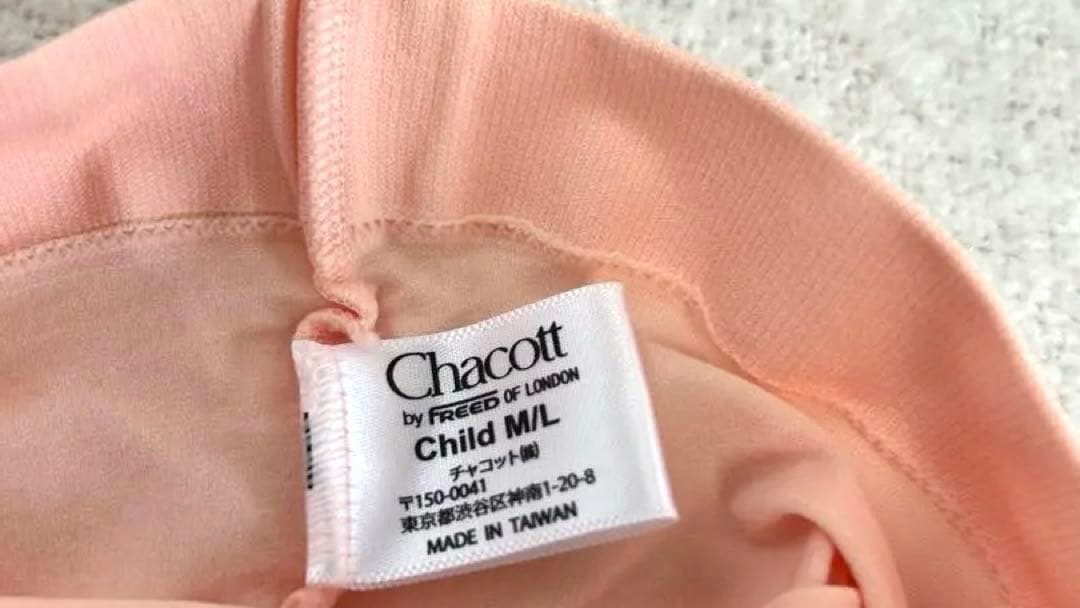 Chacott
by FREED OF LONDON
Child M/L
チャコット㈱
〒150-0041
東京都渋谷区神南1-20-8
MADE IN TAIWAN